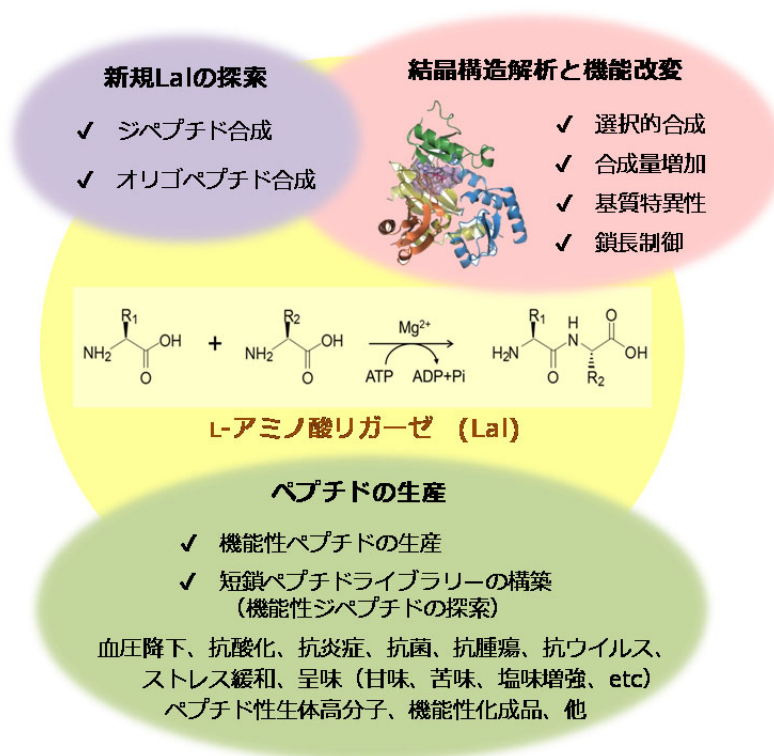 新規Lalの探索
✓ ジペプチド合成
✓ オリゴペプチド合成
結晶構造解析と機能改変
✓ 選択的合成
✓ 合成量増加
✓ 基質特異性
✓ 鎖長制御
NH₂ R₁ OH O + NH₂ R₂ OH O Mg²⁺ ATP ADP+Pi H₂N R₁ O H N R₂ O OH
L-アミノ酸リガーゼ (Lal)
ペプチドの生産
✓ 機能性ペプチドの生産
✓ 短鎖ペプチドライブラリーの構築
(機能性ジペプチドの探索)
血圧降下、抗酸化、抗炎症、抗菌、抗腫瘍、抗ウイルス、
ストレス緩和、呈味(甘味、苦味、塩味増強、etc)
ペプチド性生体高分子、機能性化成品、他